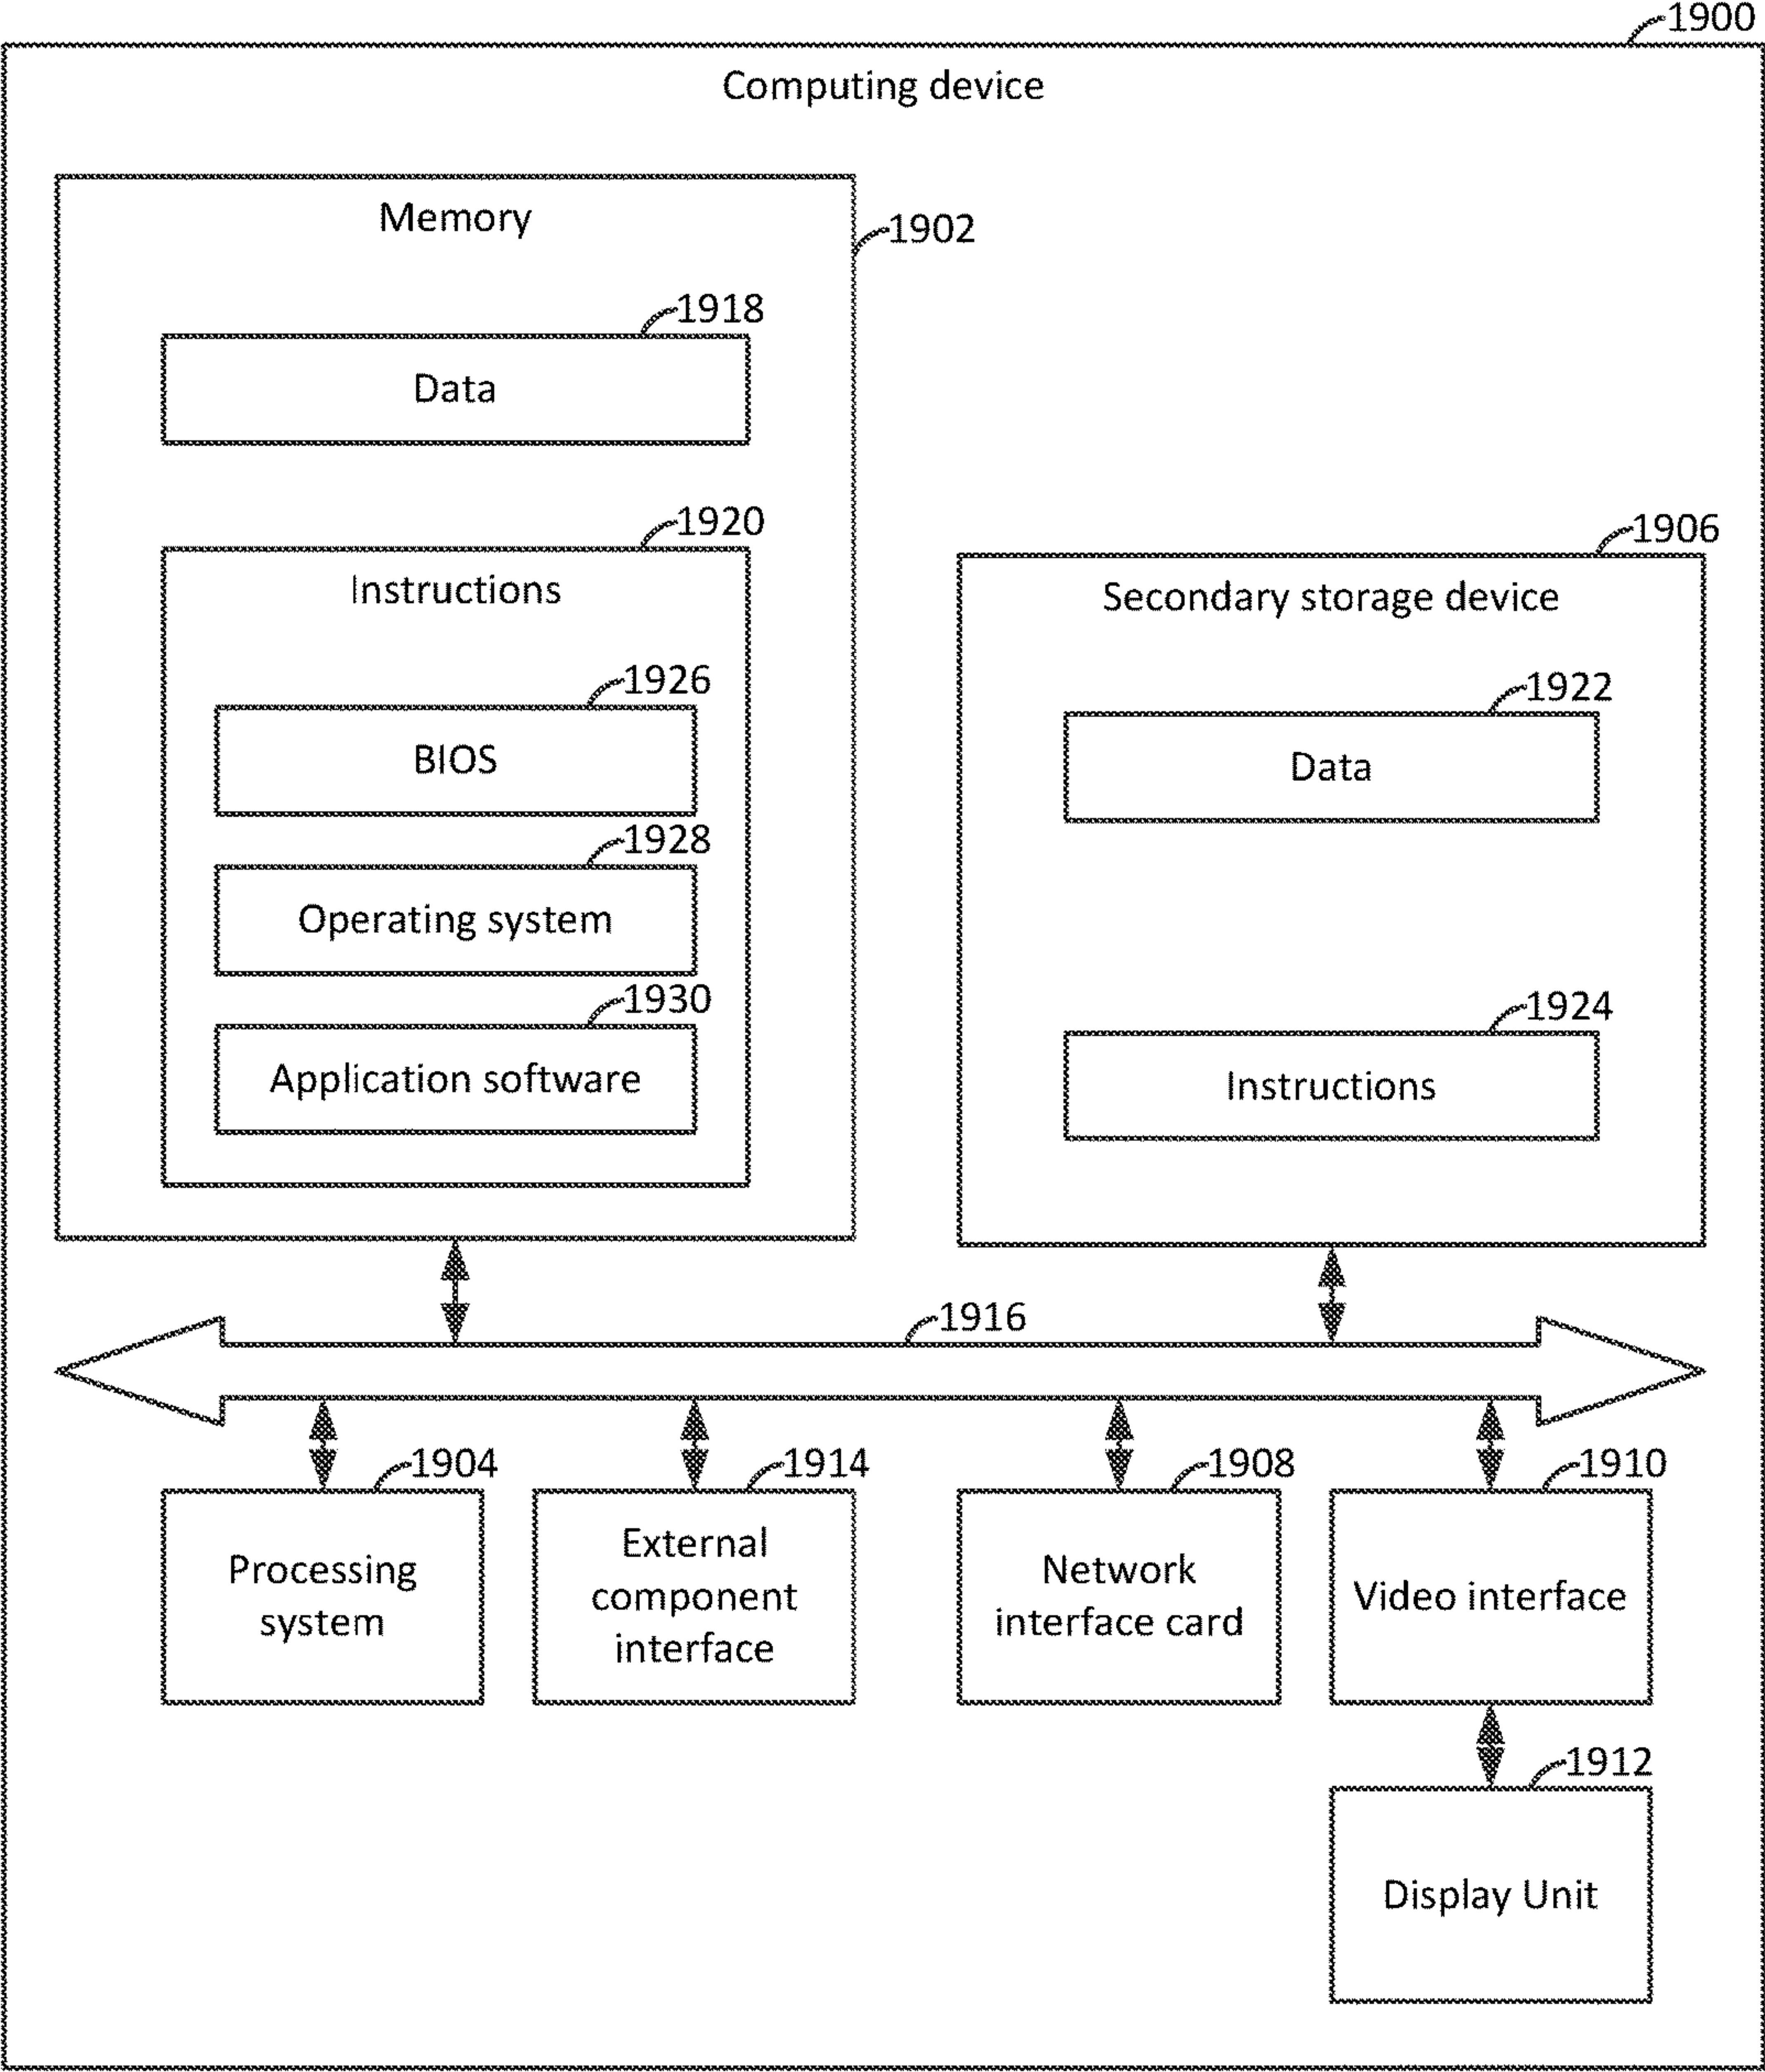 1900
Computing device
Memory
1902
1918
Data
1920
Instructions
1926
BIOS
1928
Operating system
1930
Application software
1906
Secondary storage device
1922
Data
1924
Instructions
1916
1904
Processing
system
1914
External
component
interface
1908
Network
interface card
1910
Video interface
1912
Display Unit